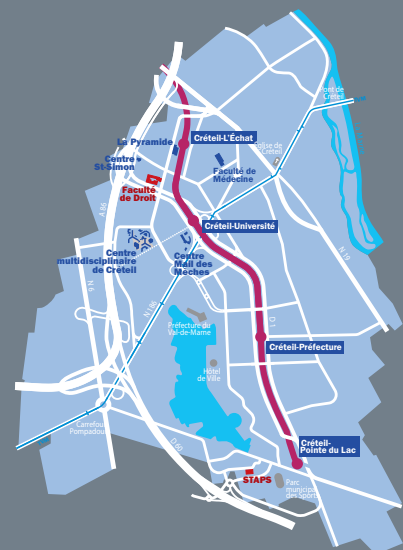 Pont de
Créteil
La Pyramide
Créteil-L'Échat
Église de
Créteil
Centre
St-Simon
Faculté de
Médecine
Faculté
de Droit
A 86
Créteil-Université
N 19
Centre
multidisciplinaire
de Créteil
Centre
Mail des
Mèches
N 6
N 186
D 1
Préfecture du
Val-de-Marne
Créteil-Préfecture
Hôtel
de Ville
Carrefour
Pompadour
D 60
Créteil-
Pointe du Lac
STAPS
Parc
municipal
des Sports